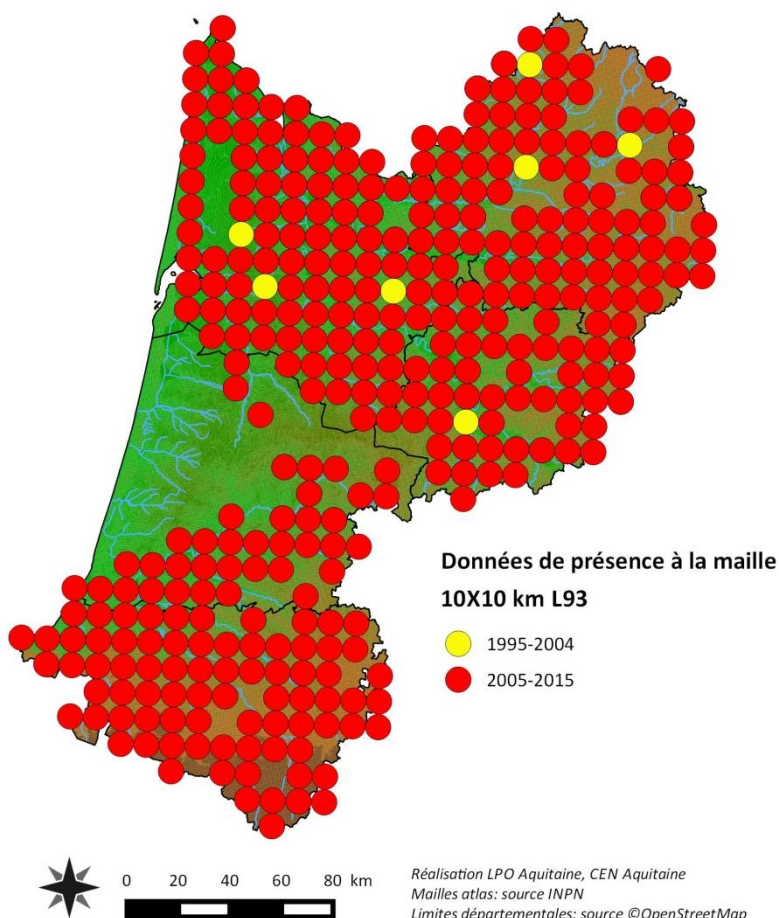 Données de présence à la maille
10X10 km L93
1995-2004
2005-2015
0 20 40 60 80 km
Réalisation LPO Aquitaine, CEN Aquitaine
Mailles atlas: source INPN
Limites départementales: source ©OpenStreetMap